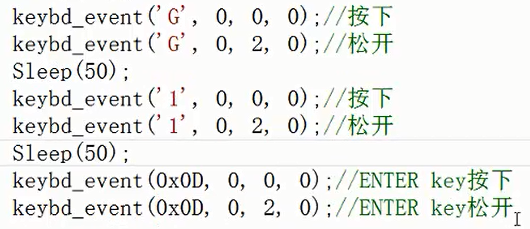 keybd_event('G', 0, 0, 0);//按下
keybd_event('G', 0, 2, 0);//松开
Sleep(50);
keybd_event('1', 0, 0, 0);//按下
keybd_event('1', 0, 2, 0);//松开
Sleep(50);
keybd_event(0x0D, 0, 0, 0);//ENTER key按下
keybd_event(0x0D, 0, 2, 0);//ENTER key松开